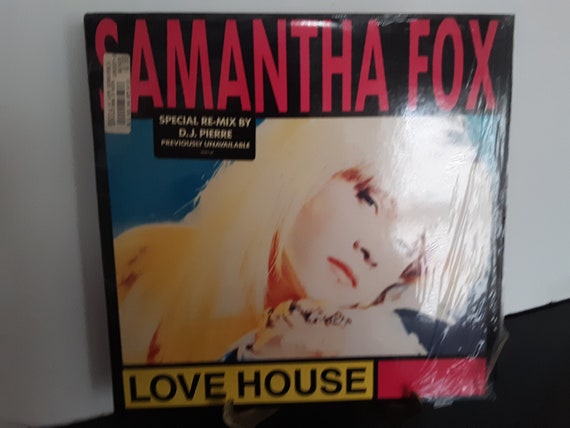 SAMANTHA FOX
SPECIAL RE-MIX BY
D.J. PIERRE
PREVIOUSLY UNAVAILABLE
LOVE HOUSE